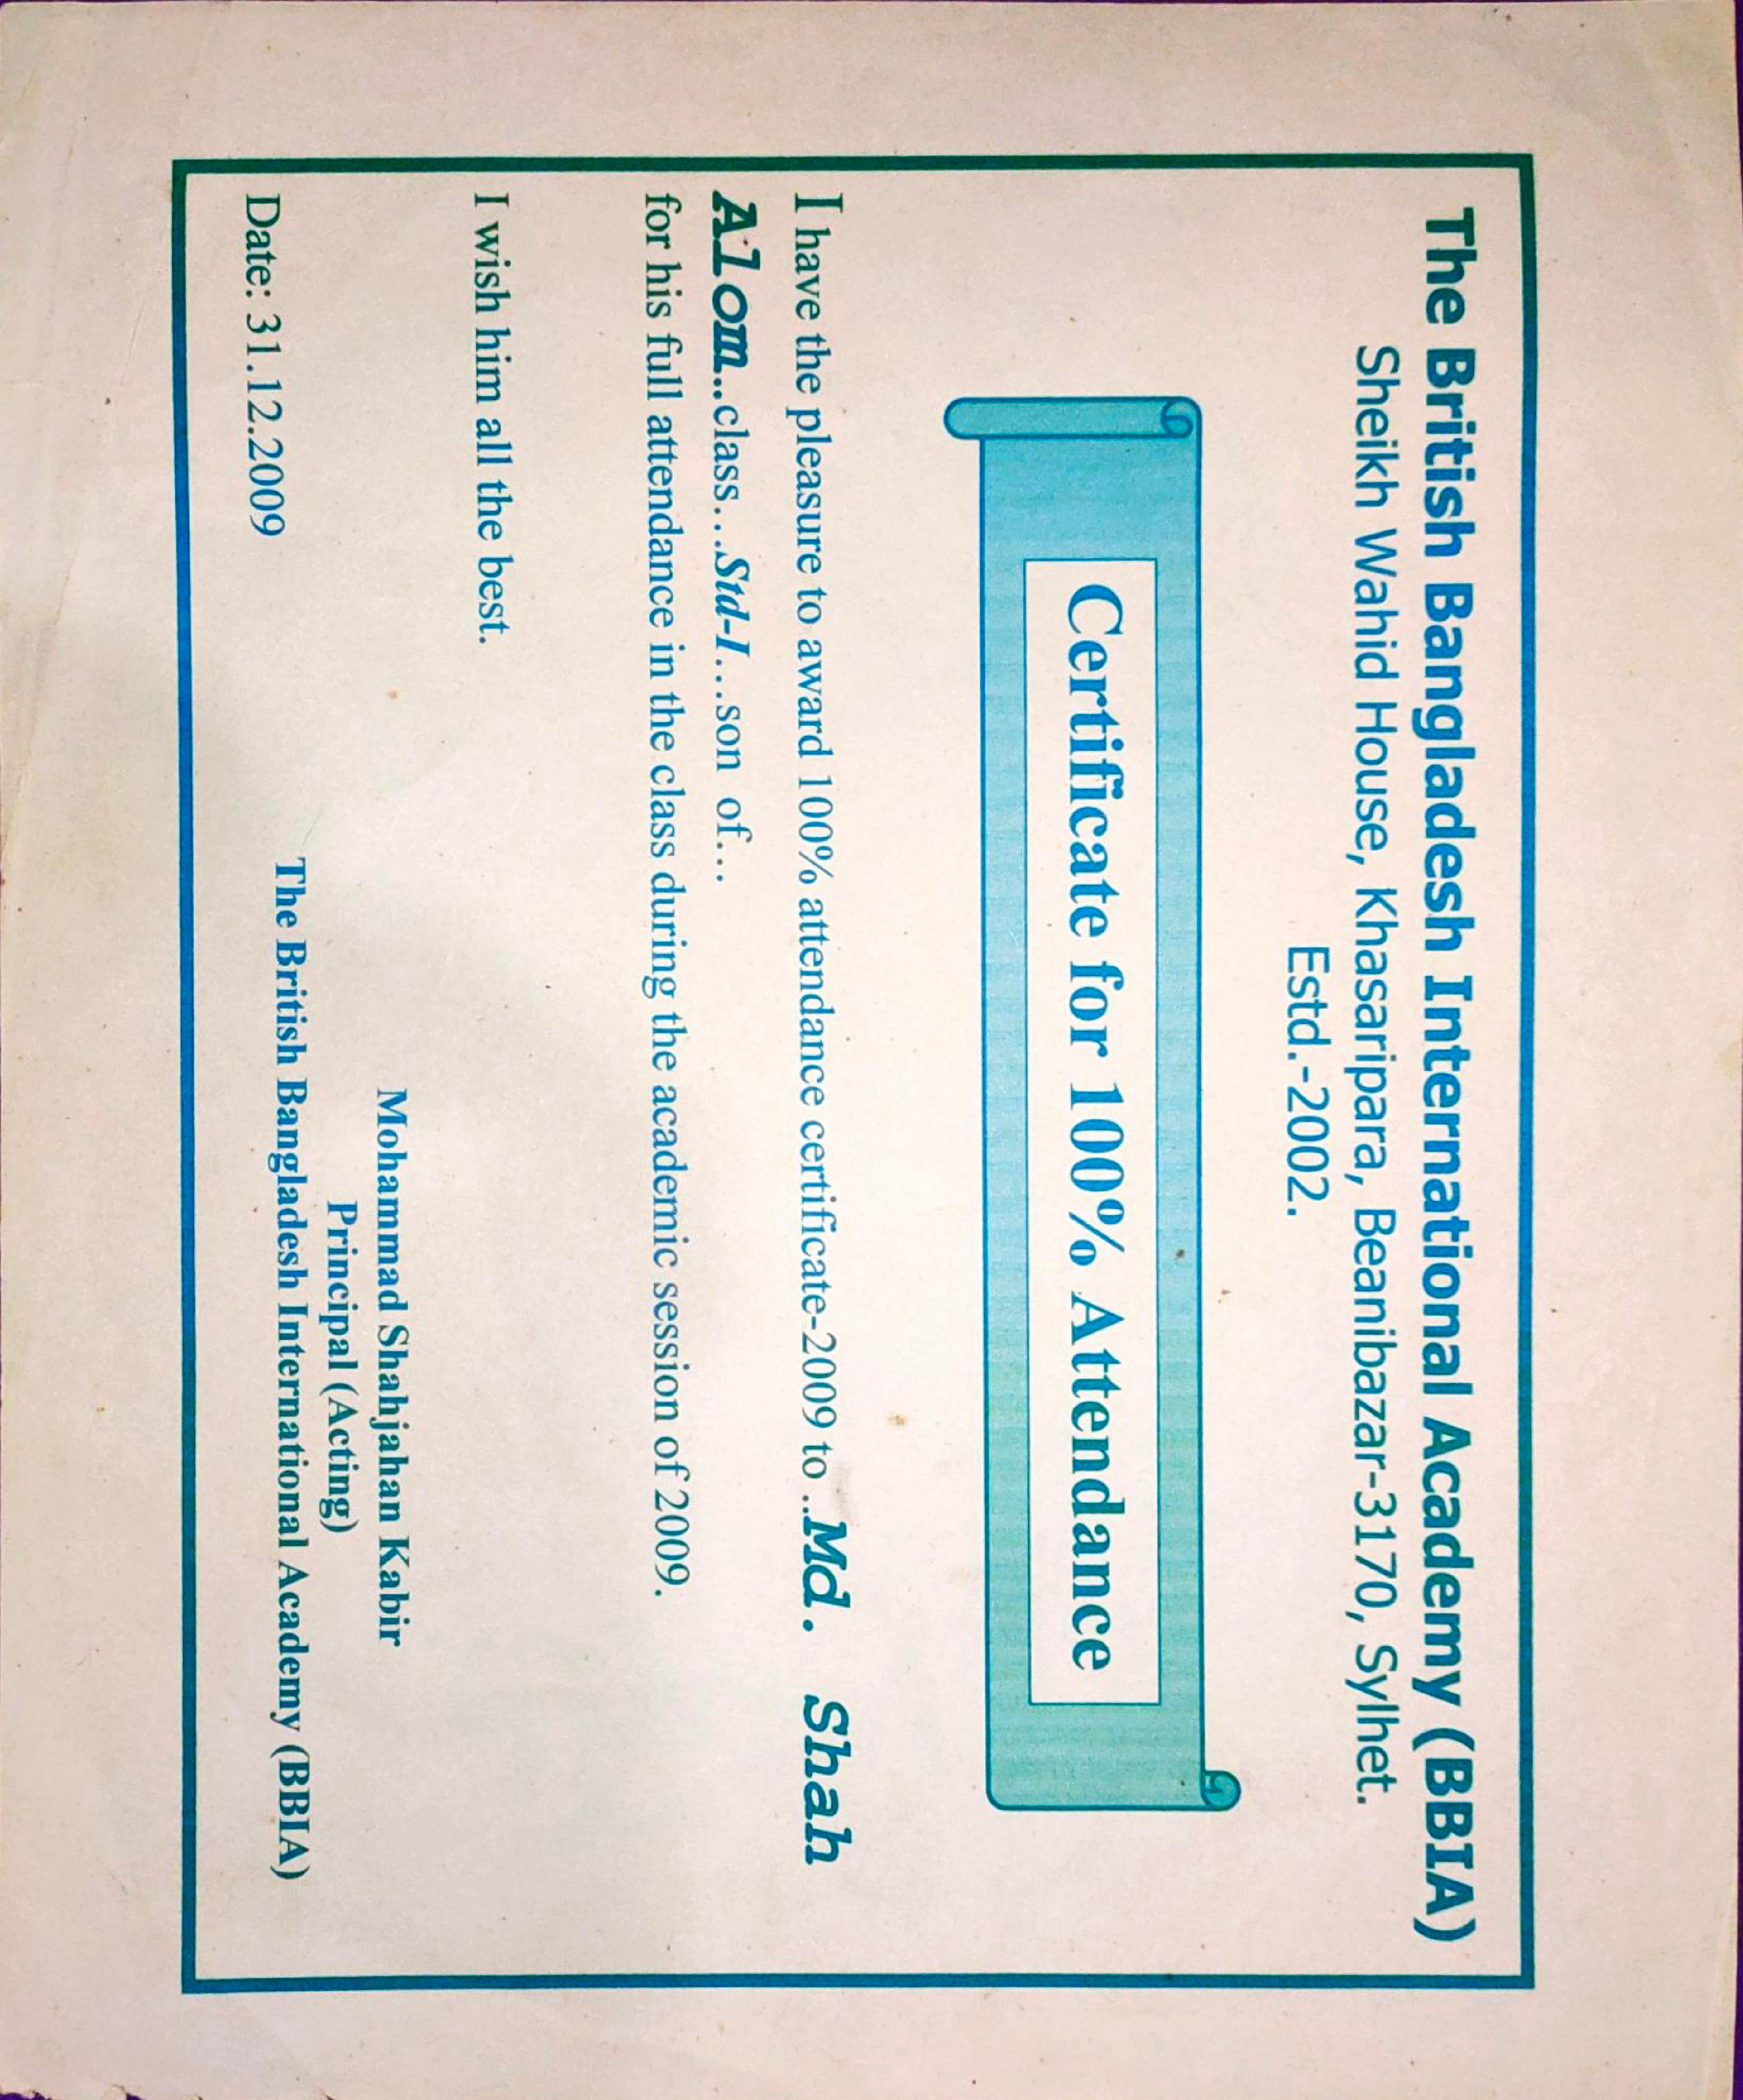 The British Bangladesh International Academy (BBIA)
Sheikh Wahid House, Khasaripara, Beanibazar-3170, Sylhet.
Estd.-2002.
Certificate for 100% Attendance
I have the pleasure to award 100% attendance certificate-2009 to ..Md. Shah
Alom..class...Std-I...son of...
for his full attendance in the class during the academic session of 2009.
I wish him all the best.
Mohammad Shahjahan Kabir
Principal (Acting)
The British Bangladesh International Academy (BBIA)
Date: 31.12.2009